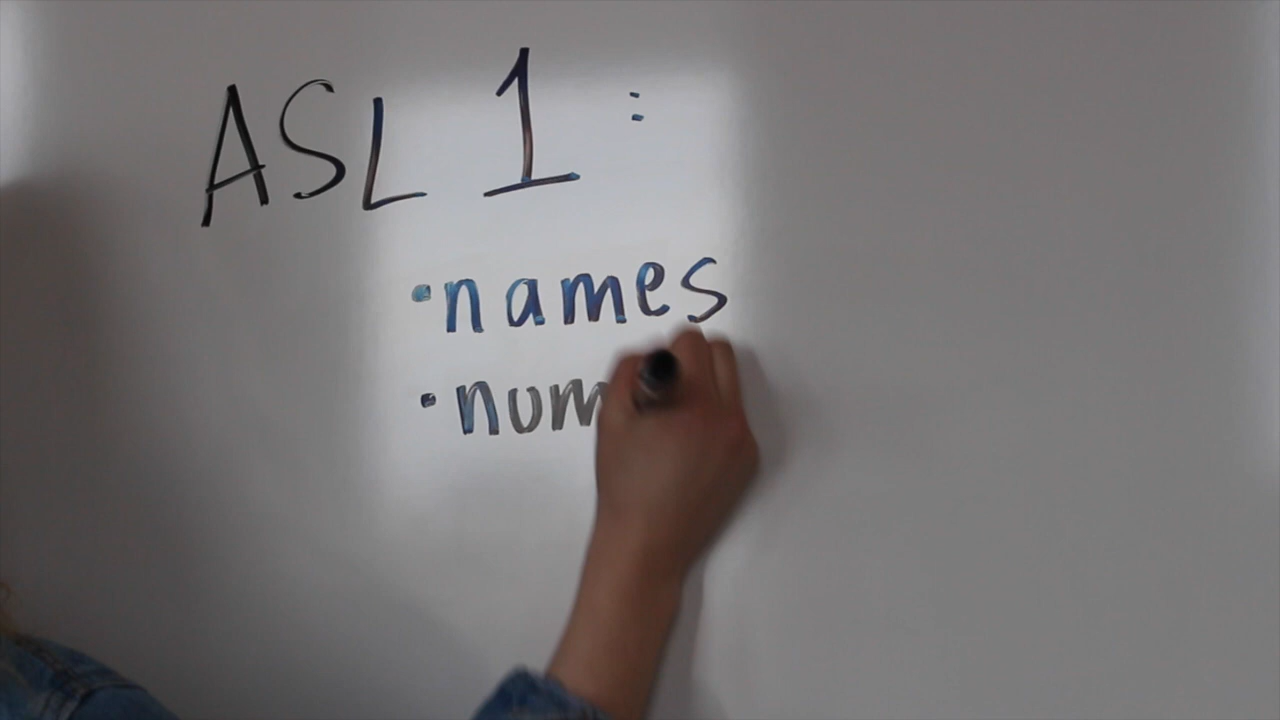 ASL 1 :
• names
• num